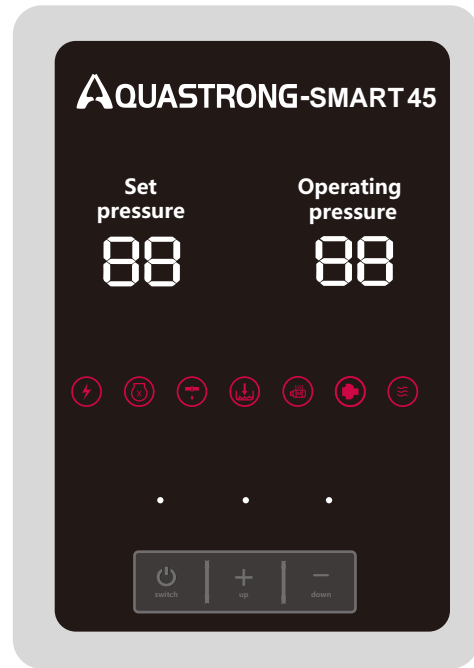 AQUASTRONG-SMART 45
Set Operating
pressure pressure
88 88
switch up down